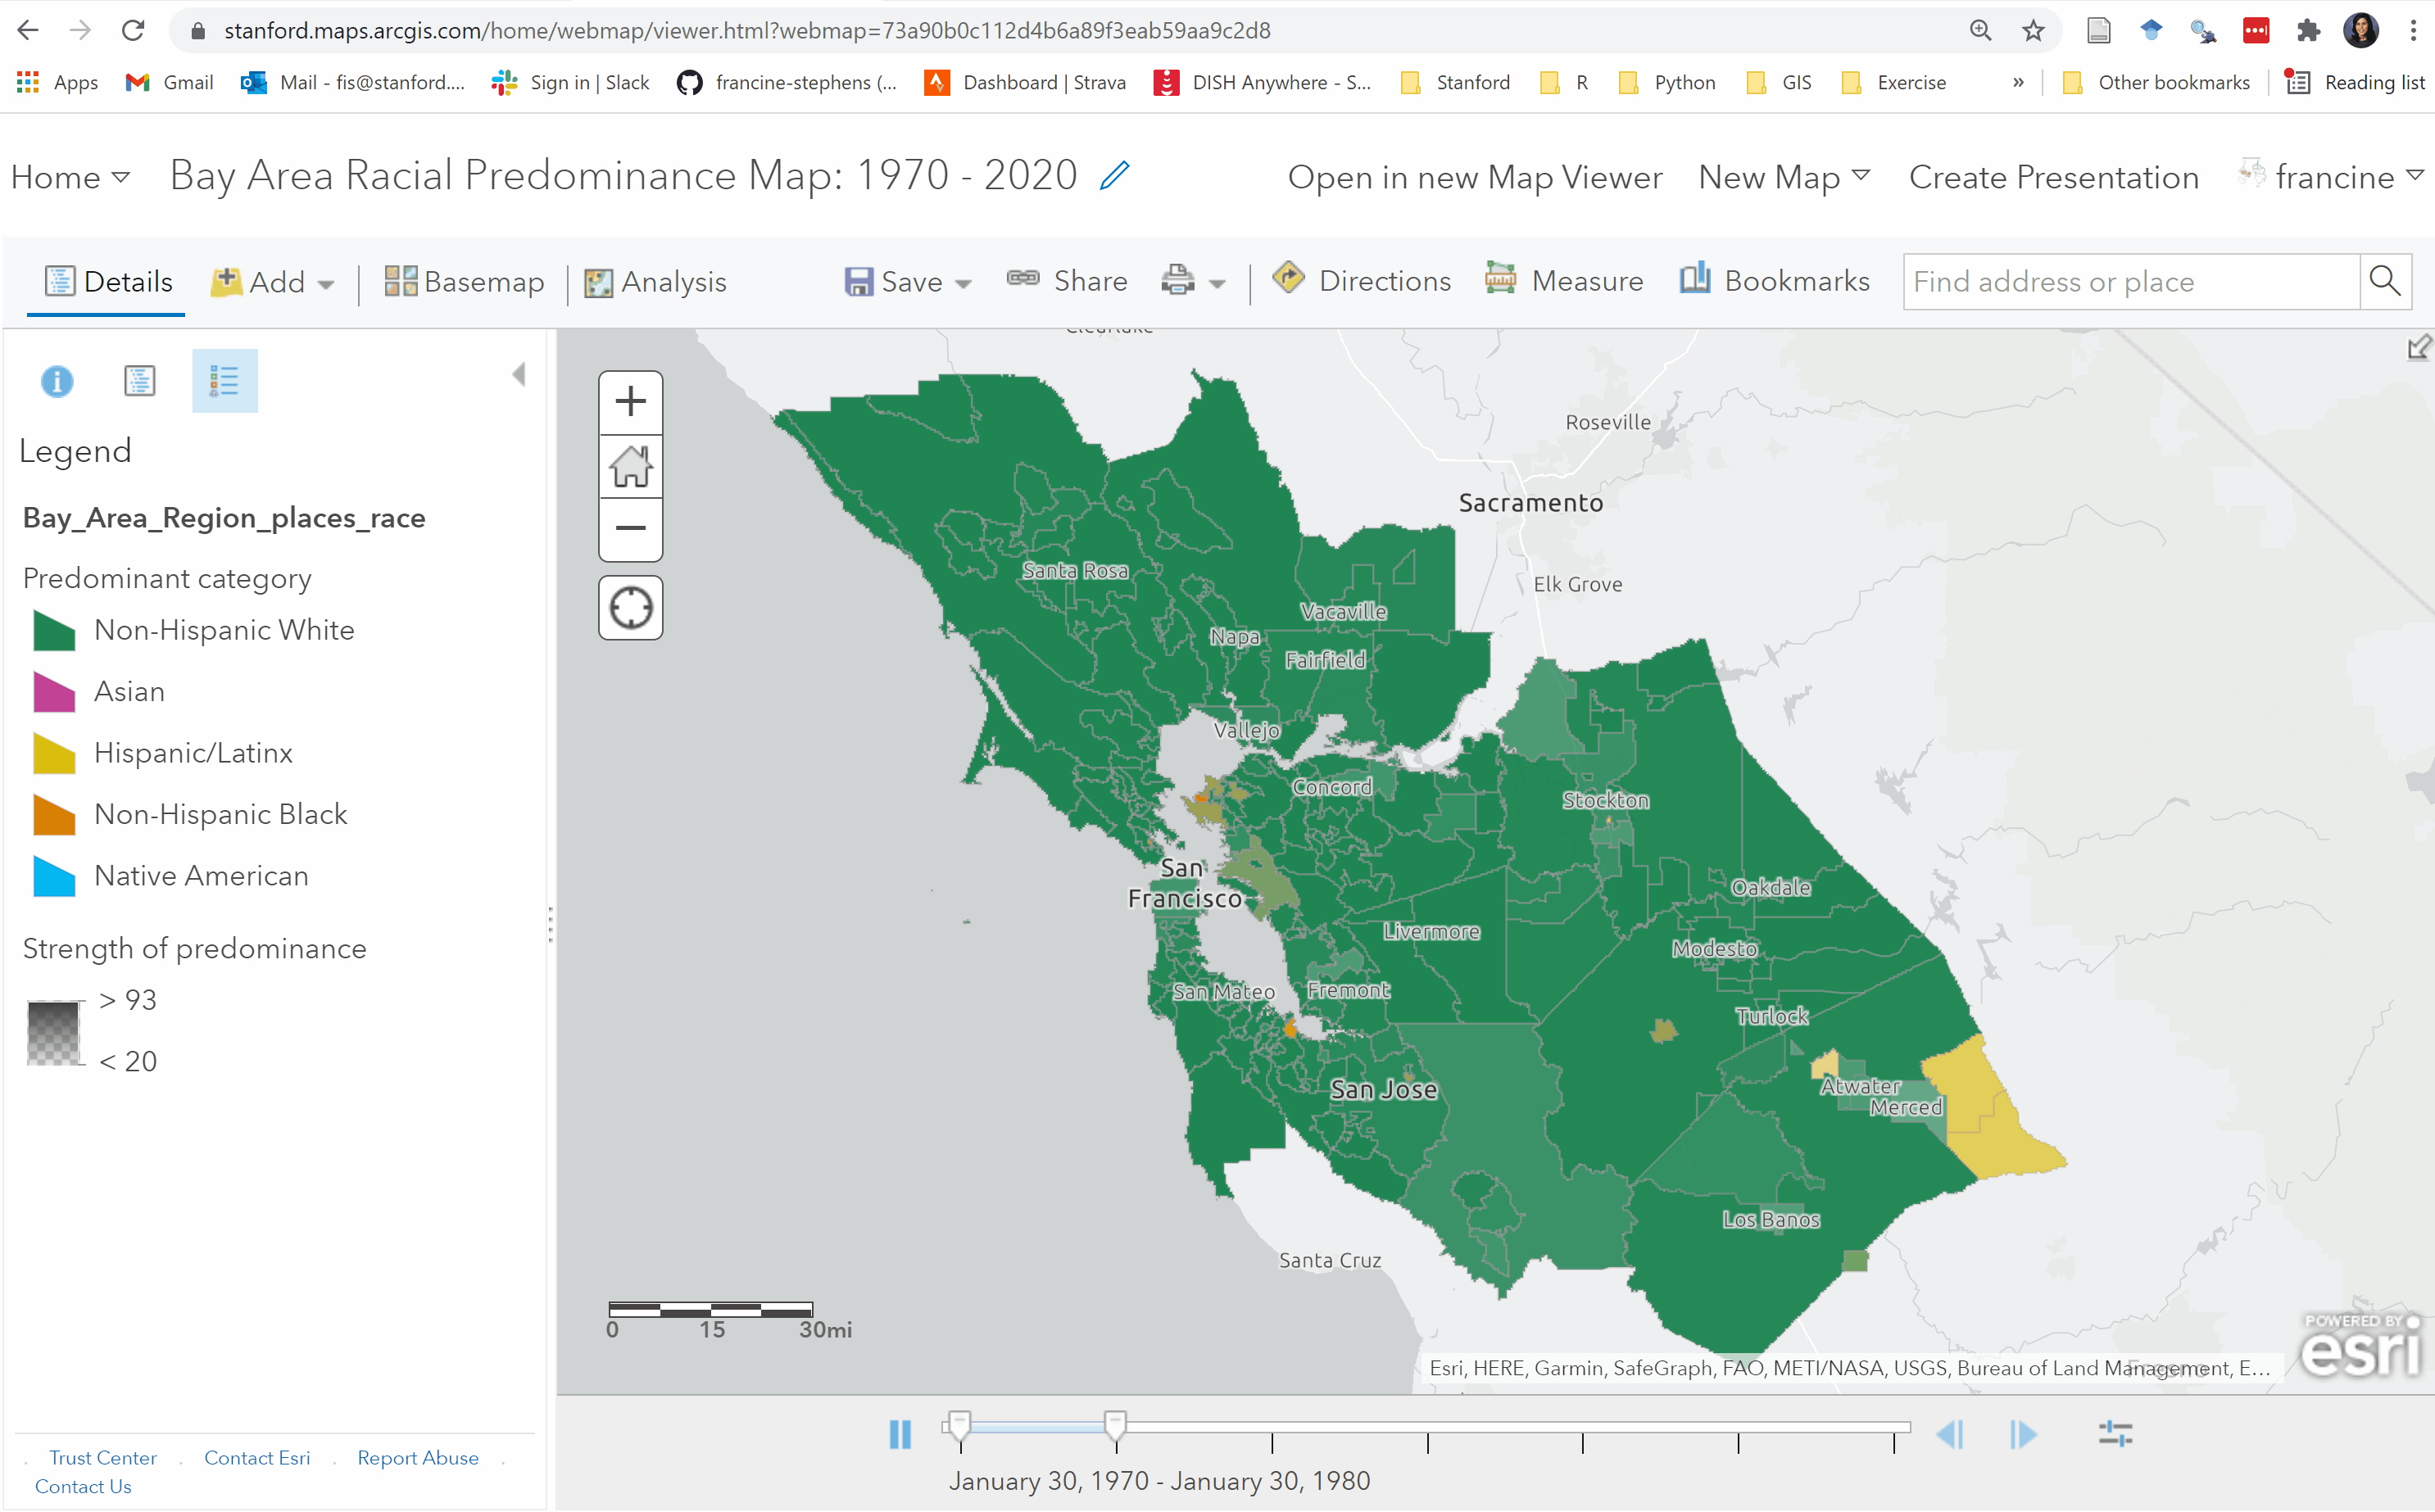 stanford.maps.arcgis.com/home/webmap/viewer.html?webmap=73a90b0c112d4b6a89f3eab59aa9c2d8
Apps Gmail Mail - fis@stanford.... Sign in | Slack francine-stephens (... Dashboard | Strava DISH Anywhere - S... Stanford R Python GIS Exercise » Other bookmarks Reading list
Home Bay Area Racial Predominance Map: 1970 - 2020 Open in new Map Viewer New Map Create Presentation francine
Details Add Basemap Analysis Save Share Directions Measure Bookmarks Find address or place
Legend
Bay_Area_Region_places_race
Predominant category
Non-Hispanic White
Asian
Hispanic/Latinx
Non-Hispanic Black
Native American
Strength of predominance
> 93
< 20
Trust Center Contact Esri Report Abuse
Contact Us
Clearlake
Roseville
Sacramento
Santa Rosa
Elk Grove
Vacaville
Napa
Fairfield
Vallejo
Concord
Stockton
San
Francisco
Oakdale
Livermore
Modesto
San Mateo
Fremont
Turlock
San Jose
Atwater
Merced
Los Banos
Santa Cruz
0 15 30mi
Esri, HERE, Garmin, SafeGraph, FAO, METI/NASA, USGS, Bureau of Land Management, E...
Fresno
POWERED BY
esri
January 30, 1970 - January 30, 1980